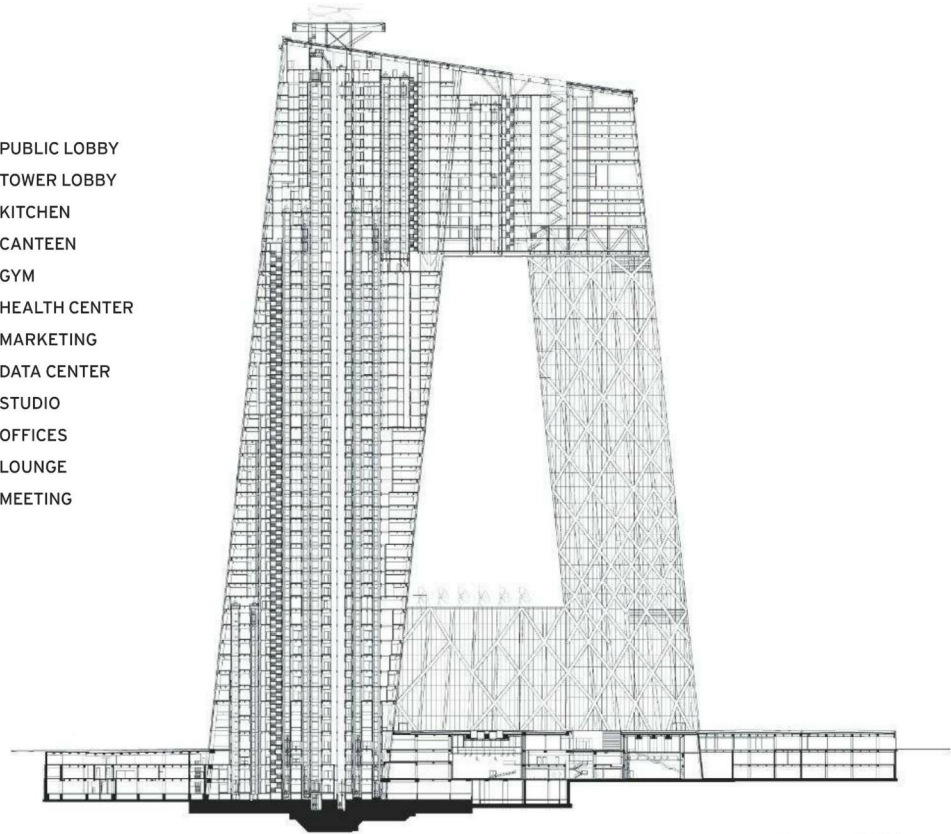 PUBLIC LOBBY
TOWER LOBBY
KITCHEN
CANTEEN
GYM
HEALTH CENTER
MARKETING
DATA CENTER
STUDIO
OFFICES
LOUNGE
MEETING